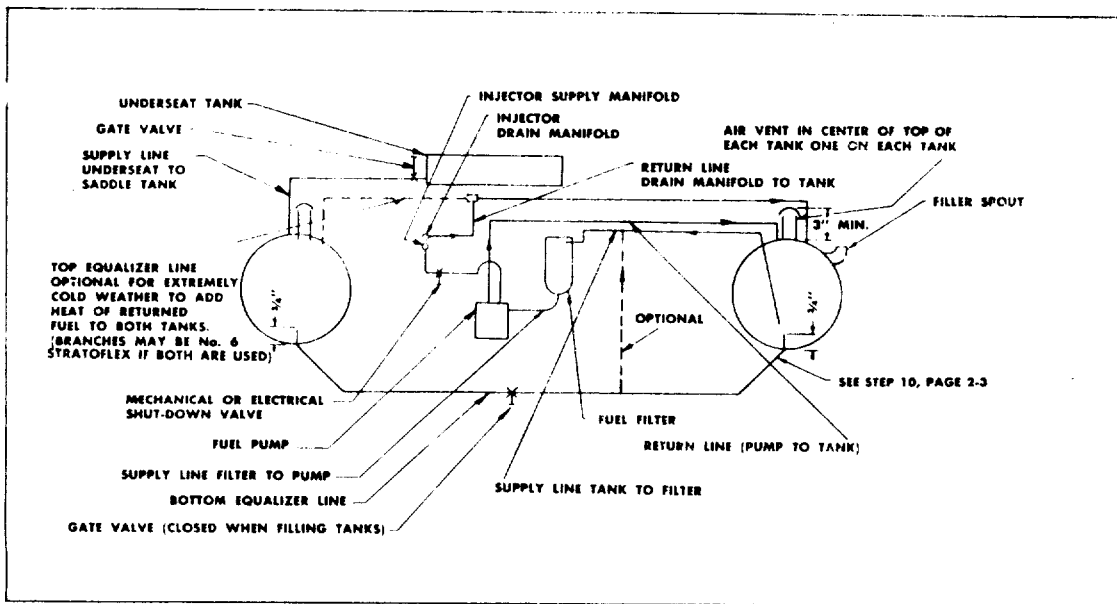 UNDERSEAT TANK
GATE VALVE
SUPPLY LINE
UNDERSEAT TO
SADDLE TANK
INJECTOR SUPPLY MANIFOLD
INJECTOR
DRAIN MANIFOLD
RETURN LINE
DRAIN MANIFOLD TO TANK
AIR VENT IN CENTER OF TOP OF
EACH TANK ONE ON EACH TANK
FILLER SPOUT
3" MIN.
TOP EQUALIZER LINE
OPTIONAL FOR EXTREMELY
COLD WEATHER TO ADD
HEAT OF RETURNED
FUEL TO BOTH TANKS.
(BRANCHES MAY BE No. 6
STRATOFLEX IF BOTH ARE USED)
3/4"
3/4"
OPTIONAL
SEE STEP 10, PAGE 2-3
MECHANICAL OR ELECTRICAL
SHUT-DOWN VALVE
FUEL FILTER
FUEL PUMP
RETURN LINE (PUMP TO TANK)
SUPPLY LINE FILTER TO PUMP
SUPPLY LINE TANK TO FILTER
BOTTOM EQUALIZER LINE
GATE VALVE (CLOSED WHEN FILLING TANKS)